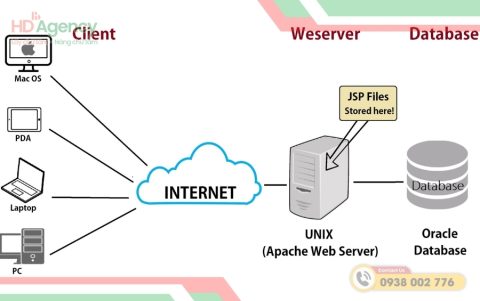 HD Agency
Client
Weserver
Database
Mac OS
JSP Files
Stored here!
PDA
INTERNET
Database
Laptop
UNIX
(Apache Web Server)
Oracle
Database
PC
Contact Us
0938 002 776